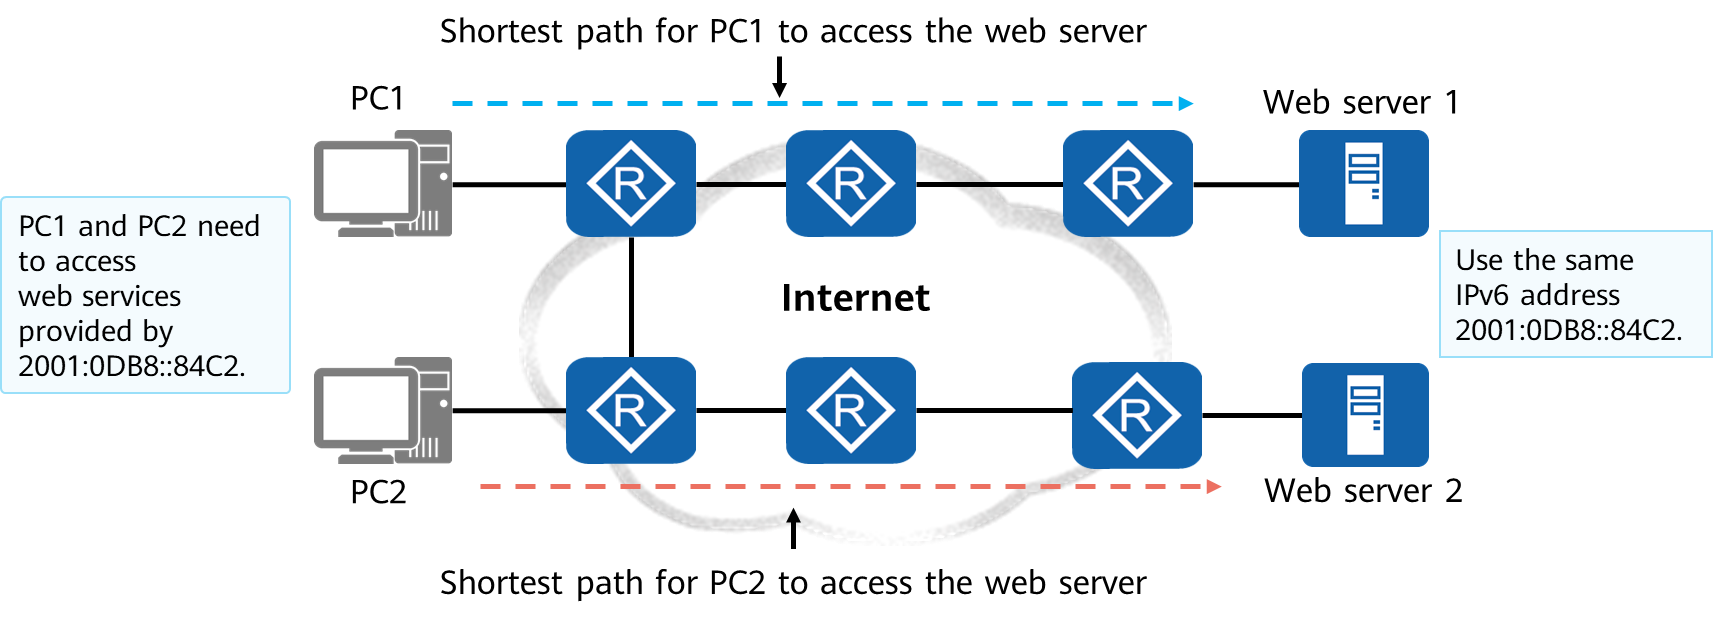 Shortest path for PC1 to access the web server
PC1
Web server 1
R
R
R
PC1 and PC2 need
to access
web services
provided by
2001:0DB8::84C2.
Internet
Use the same
IPv6 address
2001:0DB8::84C2.
R
R
R
PC2
Web server 2
Shortest path for PC2 to access the web server